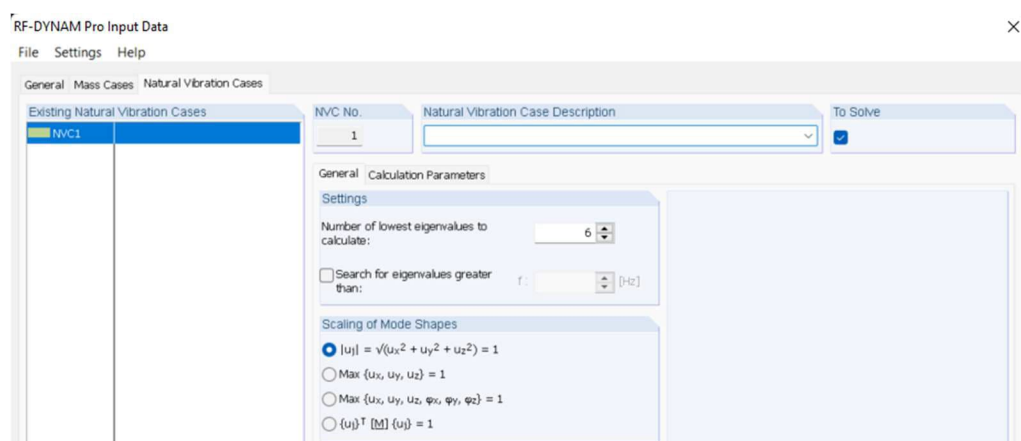 RF-DYNAM Pro Input Data
File Settings Help
General Mass Cases Natural Vibration Cases
Existing Natural Vibration Cases
NVC1
NVC No.
1
Natural Vibration Case Description
To Solve
General Calculation Parameters
Settings
Number of lowest eigenvalues to
calculate:
6
Search for eigenvalues greater
than:
f :
[Hz]
Scaling of Mode Shapes
|uj| = √(ux² + uy² + uz²) = 1
Max {ux, uy, uz} = 1
Max {ux, uy, uz, φx, φy, φz} = 1
{uj}ᵀ [M] {uj} = 1